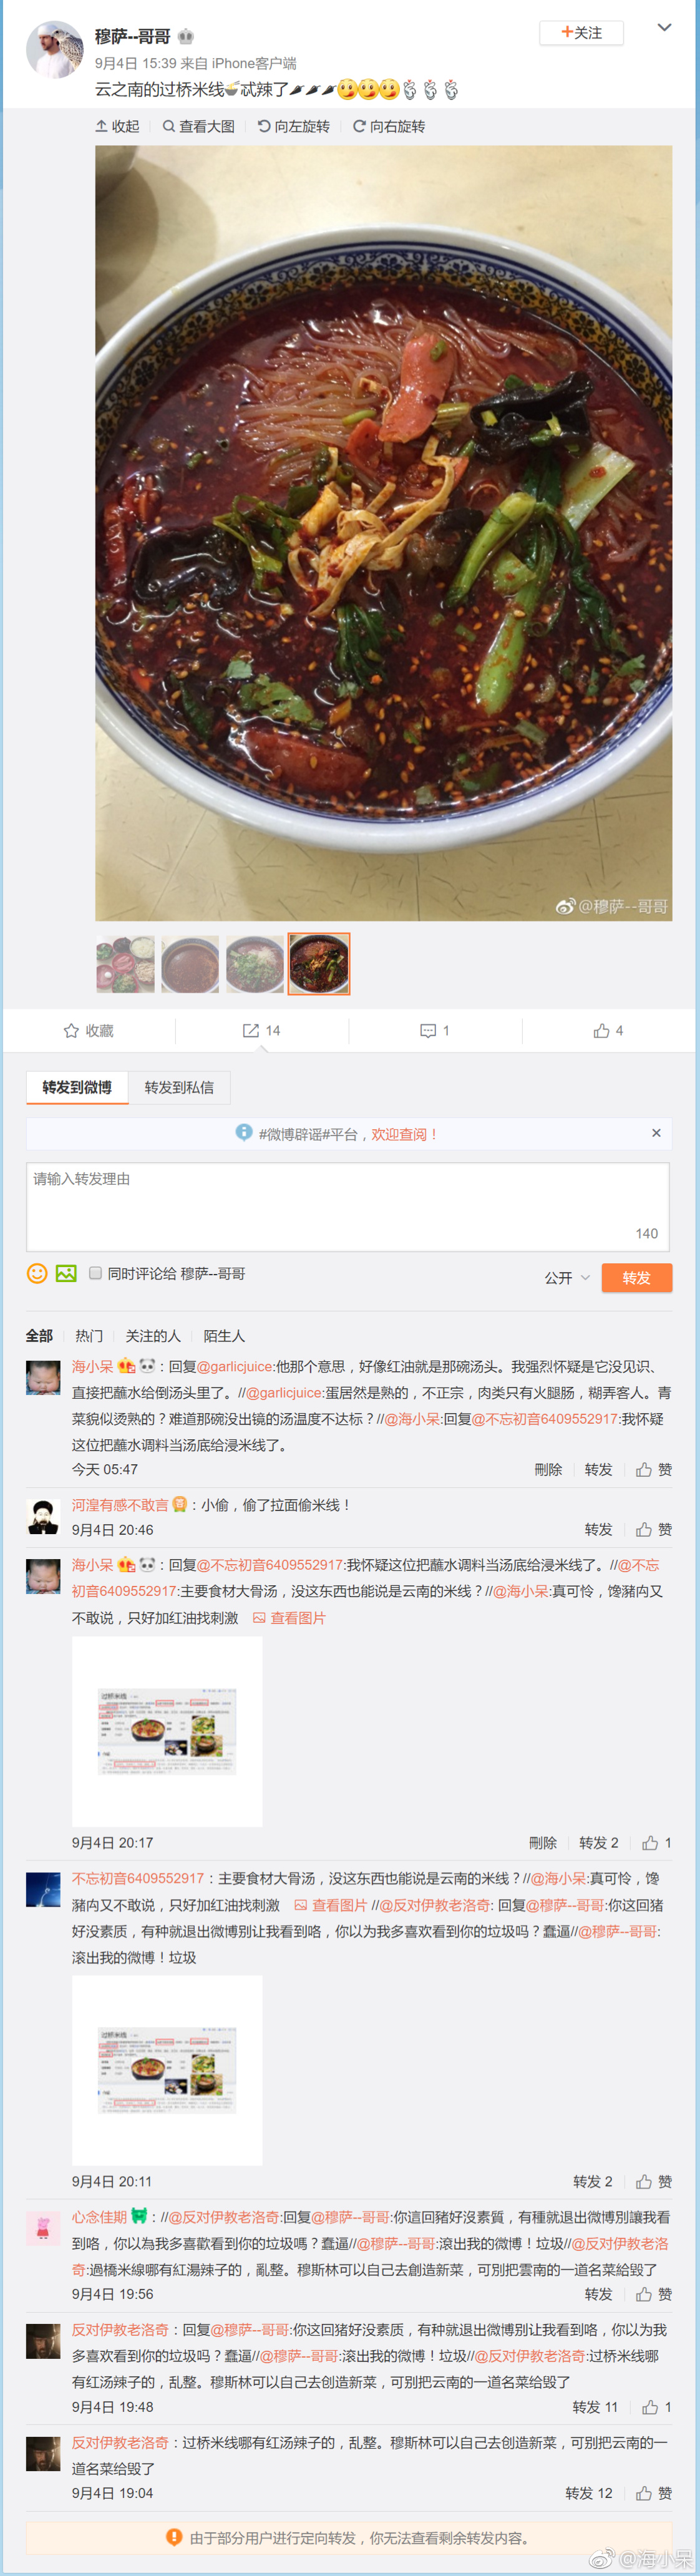 穆萨--哥哥
+关注
9月4日 15:39 来自 iPhone客户端
云之南的过桥米线🍜忒辣了🌶🌶🌶😋😋😋
收起 查看大图 向左旋转 向右旋转
@穆萨--哥哥
收藏 14 1 4
转发到微博 转发到私信
#微博辟谣#平台，欢迎查阅！
请输入转发理由
140
同时评论给 穆萨--哥哥 公开 转发
全部 热门 关注的人 陌生人
海小呆：回复@garlicjuice:他那个意思，好像红油就是那碗汤头。我强烈怀疑是它没见识、
直接把蘸水给倒汤头里了。//@garlicjuice:蛋居然是熟的，不正宗，肉类只有火腿肠，糊弄客人。青
菜貌似烫熟的？难道那碗没出镜的汤温度不达标？//@海小呆:回复@不忘初音6409552917:我怀疑
这位把蘸水调料当汤底给浸米线了。
今天 05:47 刪除 转发 赞
河湟有感不敢言：小偷，偷了拉面偷米线！
9月4日 20:46 转发 赞
海小呆：回复@不忘初音6409552917:我怀疑这位把蘸水调料当汤底给浸米线了。//@不忘
初音6409552917:主要食材大骨汤，没这东西也能说是云南的米线？//@海小呆:真可怜，馋豬肉又
不敢说，只好加红油找刺激 查看图片
过桥米线
9月4日 20:17 刪除 转发 2 1
不忘初音6409552917：主要食材大骨汤，没这东西也能说是云南的米线？//@海小呆:真可怜，馋
豬肉又不敢说，只好加红油找刺激 查看图片 //@反对伊教老洛奇: 回复@穆萨--哥哥:你这回猪
好没素质，有种就退出微博别让我看到咯，你以为我多喜欢看到你的垃圾吗？蠢逼//@穆萨--哥哥:
滚出我的微博！垃圾
过桥米线
9月4日 20:11 转发 2 赞
心念佳期：//@反对伊教老洛奇:回复@穆萨--哥哥:你這回豬好沒素質，有種就退出微博別讓我看
到咯，你以為我多喜歡看到你的垃圾嗎？蠢逼//@穆萨--哥哥:滾出我的微博！垃圾//@反对伊教老洛
奇:過橋米線哪有紅湯辣子的，亂整。穆斯林可以自己去創造新菜，可別把雲南的一道名菜給毀了
9月4日 19:56 转发 赞
反对伊教老洛奇：回复@穆萨--哥哥:你这回猪好没素质，有种就退出微博别让我看到咯，你以为我
多喜欢看到你的垃圾吗？蠢逼//@穆萨--哥哥:滚出我的微博！垃圾//@反对伊教老洛奇:过桥米线哪
有红汤辣子的，乱整。穆斯林可以自己去创造新菜，可别把云南的一道名菜给毁了
9月4日 19:48 转发 11 1
反对伊教老洛奇：过桥米线哪有红汤辣子的，乱整。穆斯林可以自己去创造新菜，可别把云南的一
道名菜给毁了
9月4日 19:04 转发 12 赞
由于部分用户进行定向转发，你无法查看剩余转发内容。
@海小呆